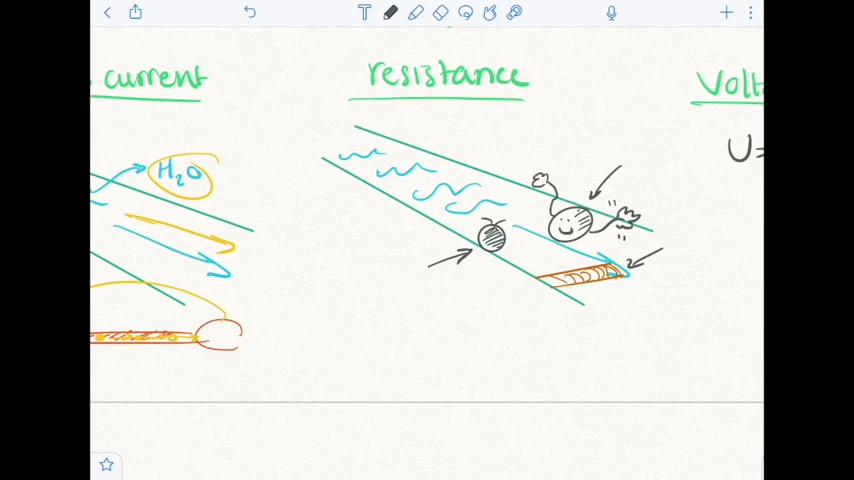 current
resistance
Volt
H₂O
U=